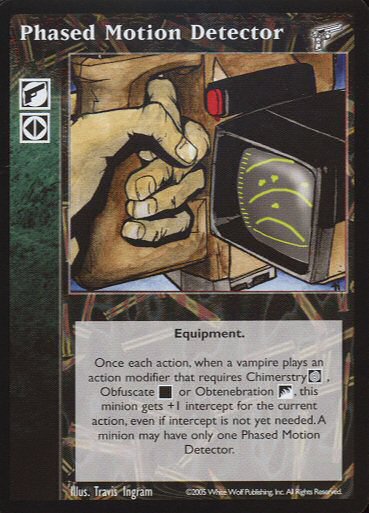 Phased Motion Detector
Equipment.
Once each action, when a vampire plays an
action modifier that requires Chimerstry ,
Obfuscate or Obtenebration , this
minion gets +1 intercept for the current
action, even if intercept is not yet needed. A
minion may have only one Phased Motion
Detector.
Illus. Travis Ingram ©2005 White Wolf Publishing, Inc. All Rights Reserved.